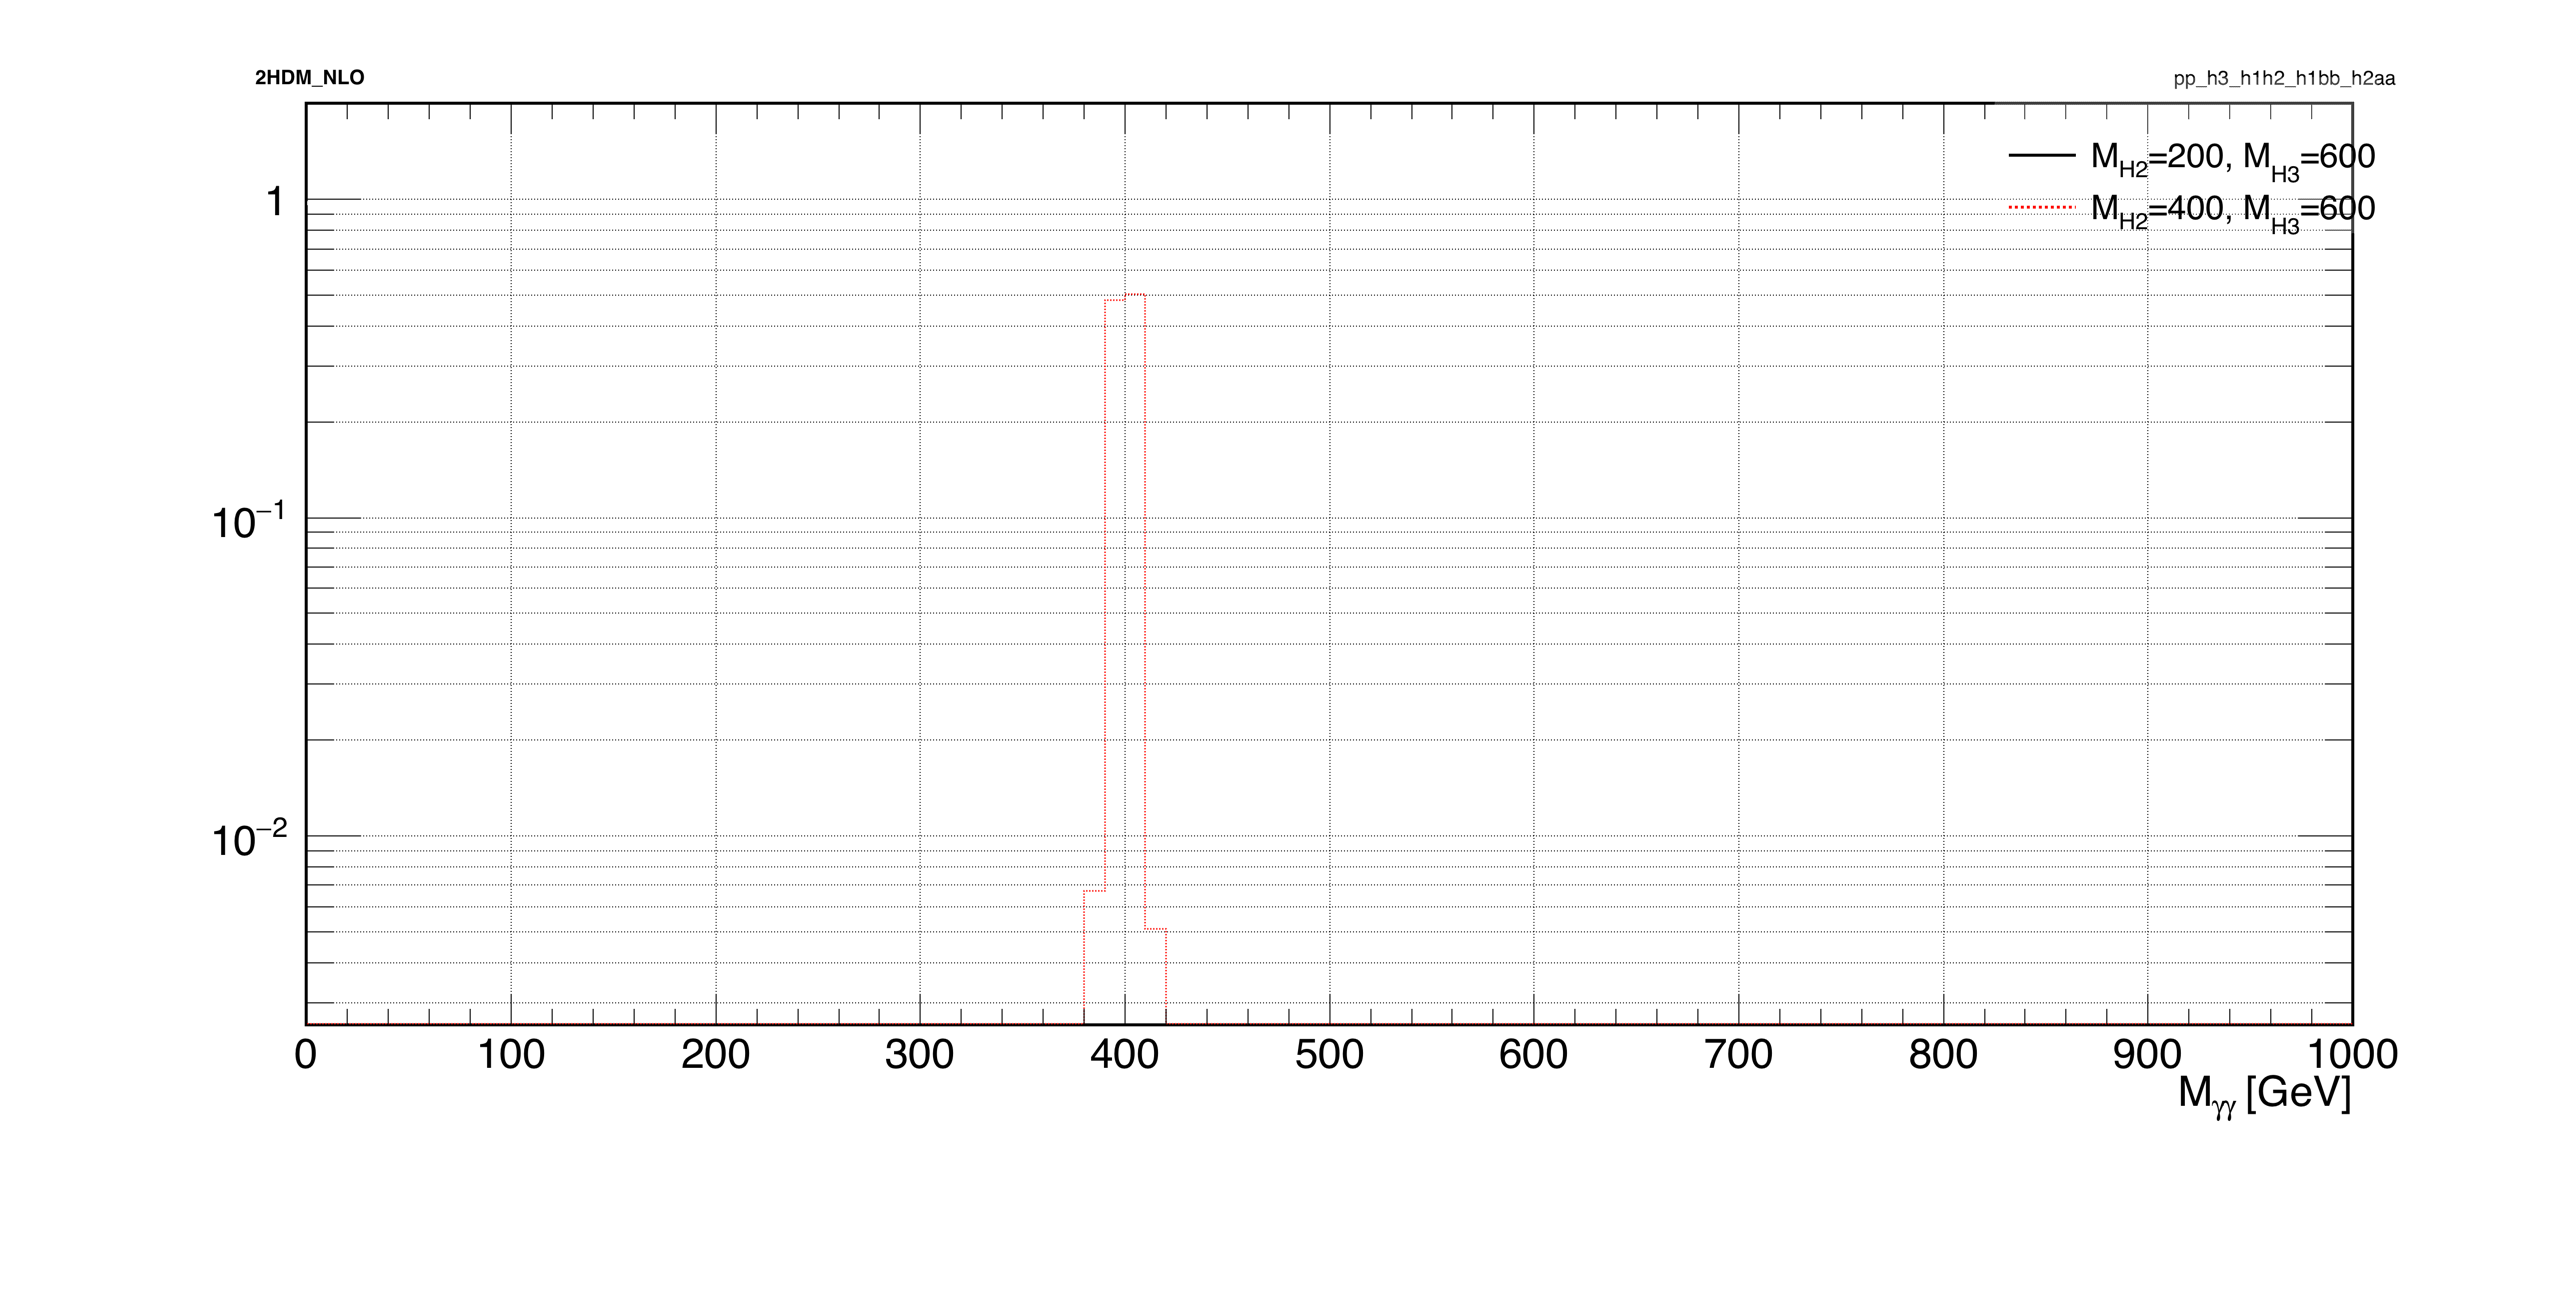 2HDM_NLO
pp_h3_h1h2_h1bb_h2aa
M_H2=200, M_H3=600
M_H2=400, M_H3=600
1
10⁻¹
10⁻²
0 100 200 300 400 500 600 700 800 900 1000
M_γγ [GeV]